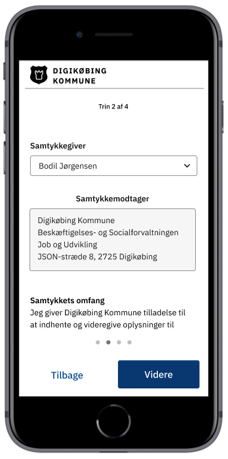 DIGIKØBING
KOMMUNE
Trin 2 af 4
Samtykkegiver
Bodil Jørgensen
Samtykkemodtager
Digikøbing Kommune
Beskæftigelses- og Socialforvaltningen
Job og Udvikling
JSON-stræde 8, 2725 Digikøbing
Samtykkets omfang
Jeg giver Digikøbing Kommune tilladelse til
at indhente og videregive oplysninger til
Tilbage
Videre